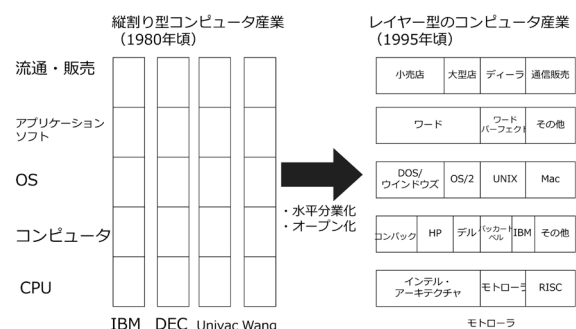 縦割り型コンピュータ産業
（1980年頃）
レイヤー型のコンピュータ産業
（1995年頃）
流通・販売
小売店 大型店 ディーラ 通信販売
アプリケーション
ソフト
ワード ワード
パーフェクト その他
OS
DOS/
ウインドウズ OS/2 UNIX Mac
・水平分業化
・オープン化
コンピュータ
コンパック HP デル パッカート
ベル IBM その他
CPU
インテル・
アーキテクチャ モトローラ RISC
IBM DEC Univac Wang
モトローラ